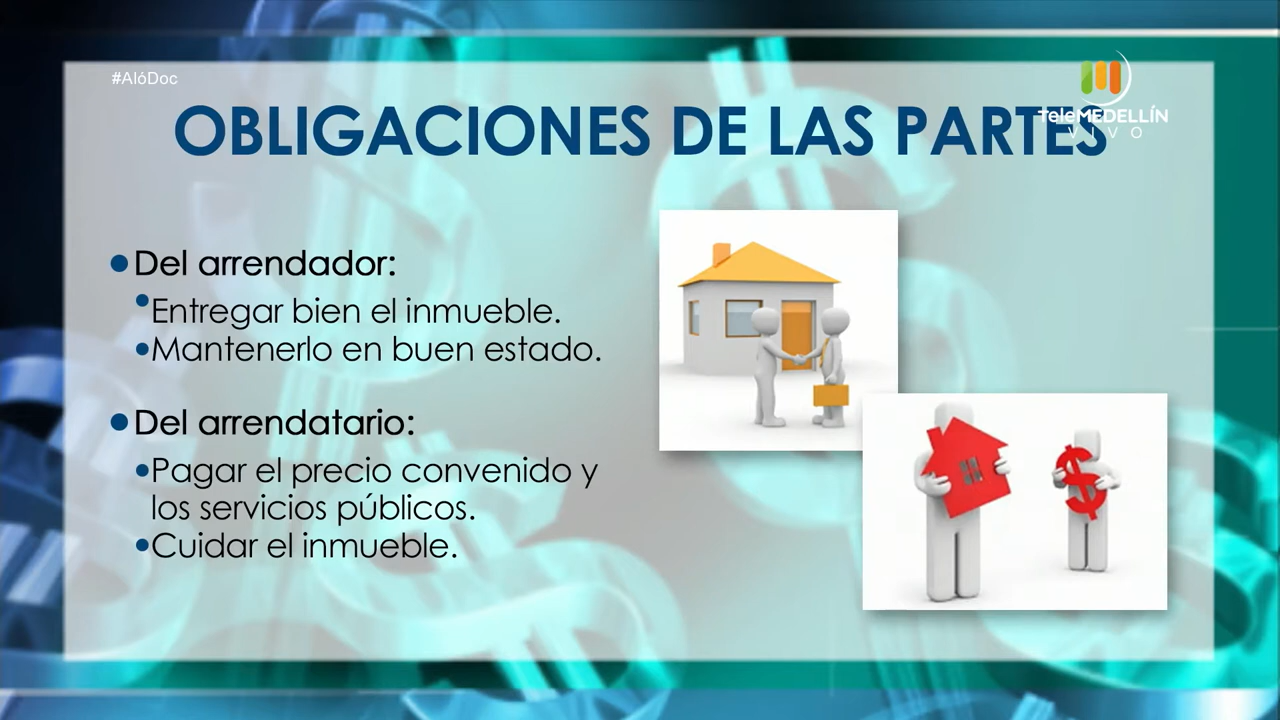 #AlóDoc
TeleMEDELLÍN
VIVO
OBLIGACIONES DE LAS PARTES
Del arrendador:
Entregar bien el inmueble.
Mantenerlo en buen estado.
Del arrendatario:
Pagar el precio convenido y
los servicios públicos.
Cuidar el inmueble.